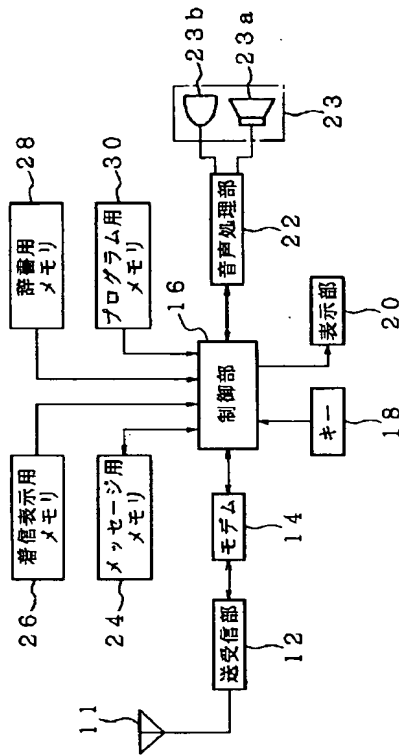 11
12
送受信部
14
モデム
16
制御部
18
キー
20
表示部
22
音声処理部
23
23a
23b
24
メッセージ用
メモリ
26
着信表示用
メモリ
28
辞書用
メモリ
30
プログラム用
メモリ